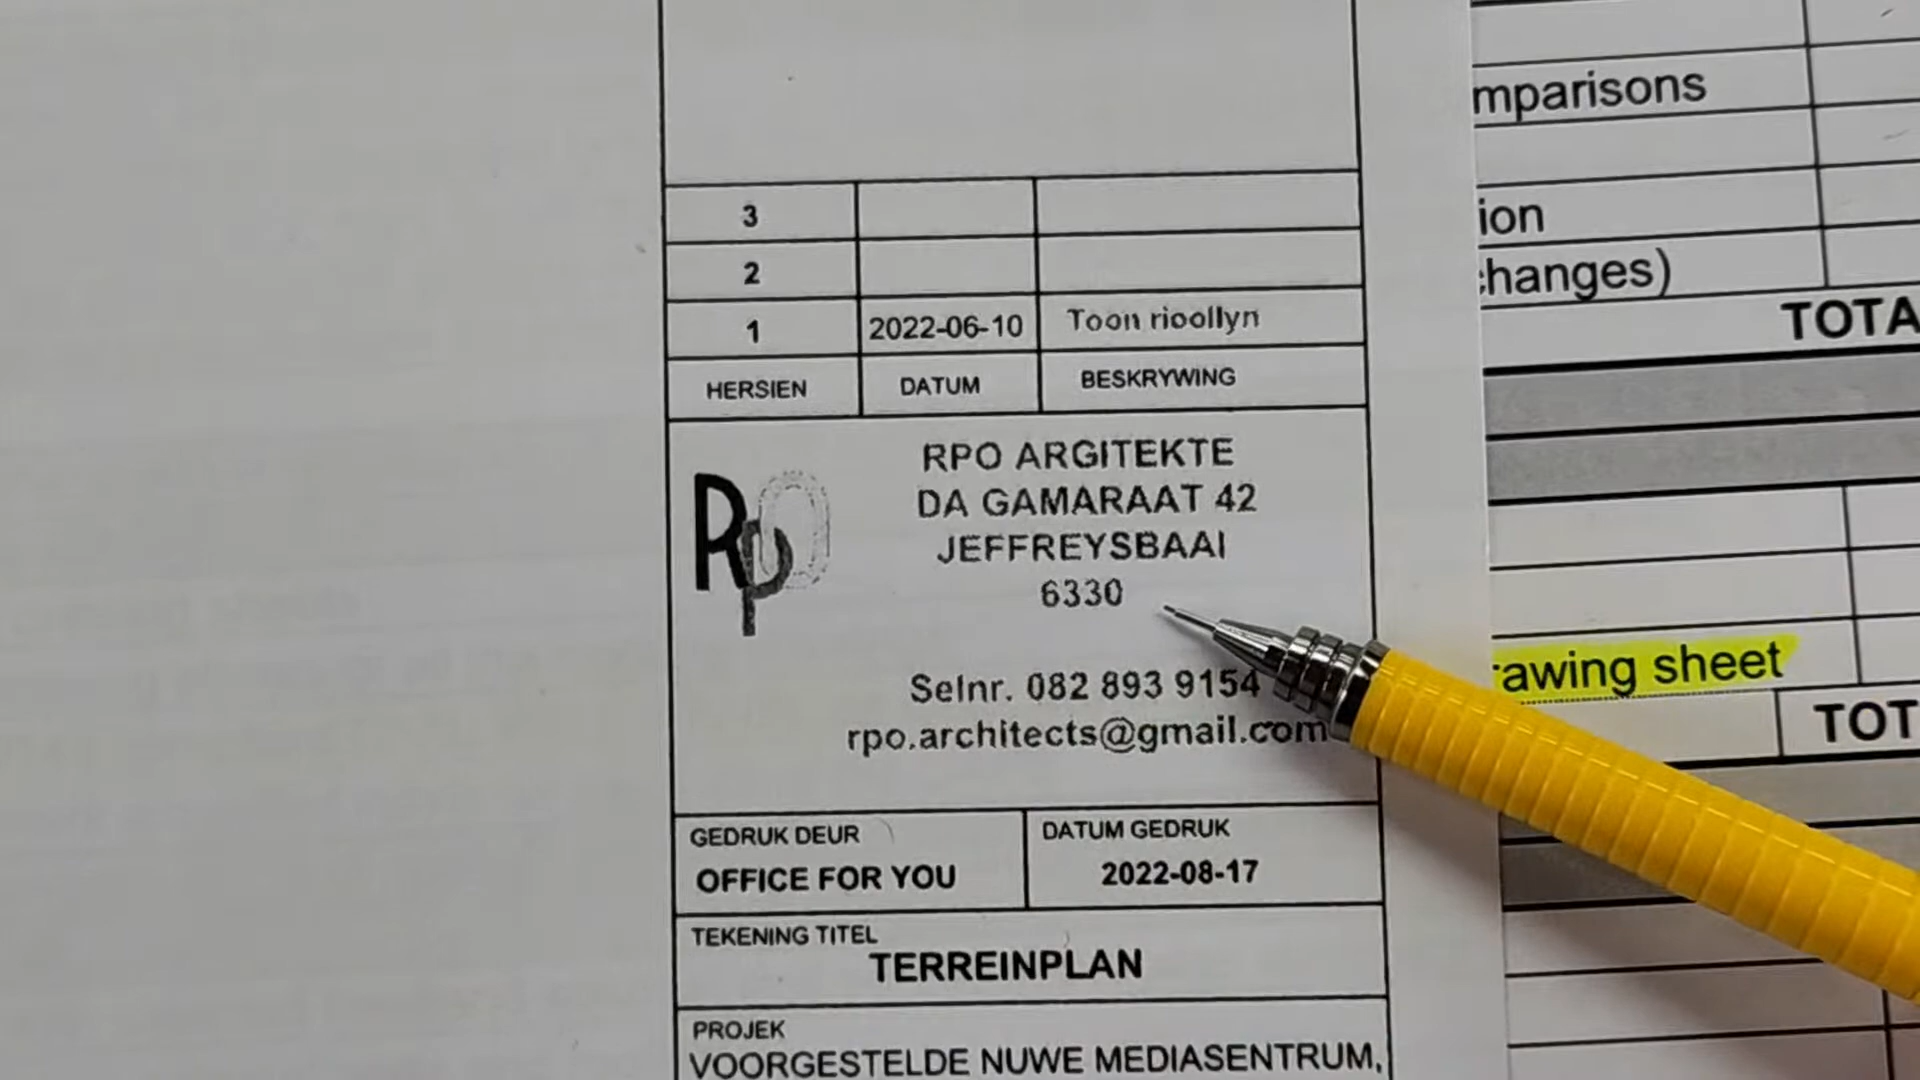 3
2
1 2022-06-10 Toon rioollyn
HERSIEN DATUM BESKRYWING
RPO
RPO ARGITEKTE
DA GAMARAAT 42
JEFFREYSBAAI
6330
Selnr. 082 893 9154
rpo.architects@gmail.com
GEDRUK DEUR
OFFICE FOR YOU
DATUM GEDRUK
2022-08-17
TEKENING TITEL
TERREINPLAN
PROJEK
VOORGESTELDE NUWE MEDIASENTRUM,
mparisons
ion
hanges)
TOTA
rawing sheet
TOT